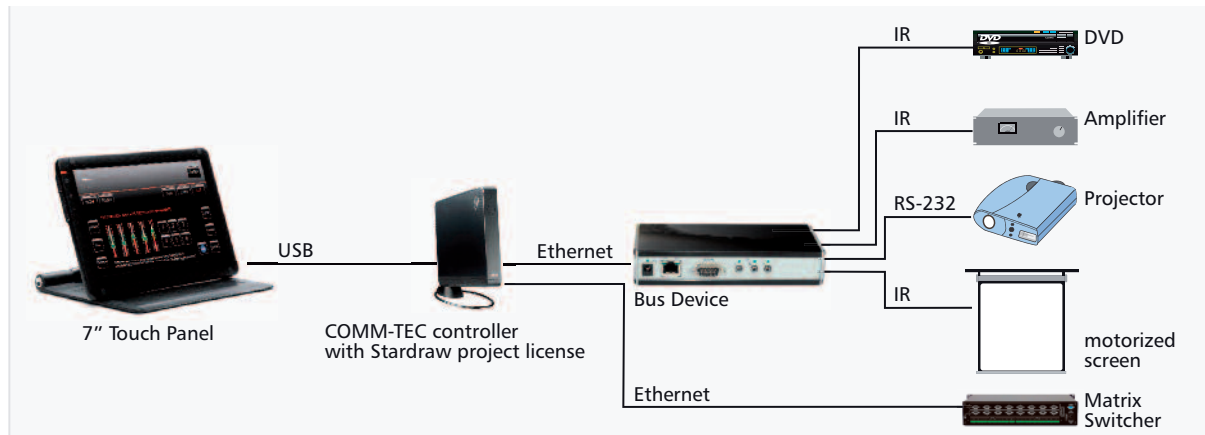 IR
DVD
DVD
IR
Amplifier
RS-232
Projector
USB
Ethernet
Bus Device
IR
7” Touch Panel
COMM-TEC controller
with Stardraw project license
motorized
screen
Ethernet
Matrix
Switcher